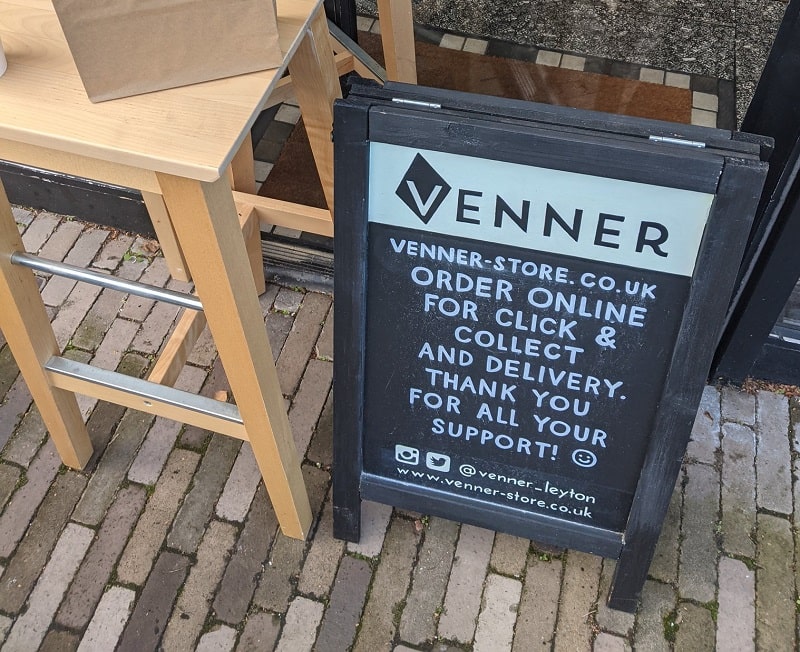 VENNER
VENNER-STORE.CO.UK
ORDER ONLINE
FOR CLICK &
COLLECT
AND DELIVERY.
THANK YOU
FOR ALL YOUR
SUPPORT! ☺
@venner_leyton
www.venner-store.co.uk